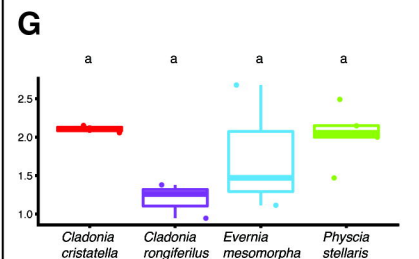 G
a a a a
2.5
2.0
1.5
1.0
Cladonia Cladonia Evernia Physcia
cristatella rongiferilus mesomorpha stellaris